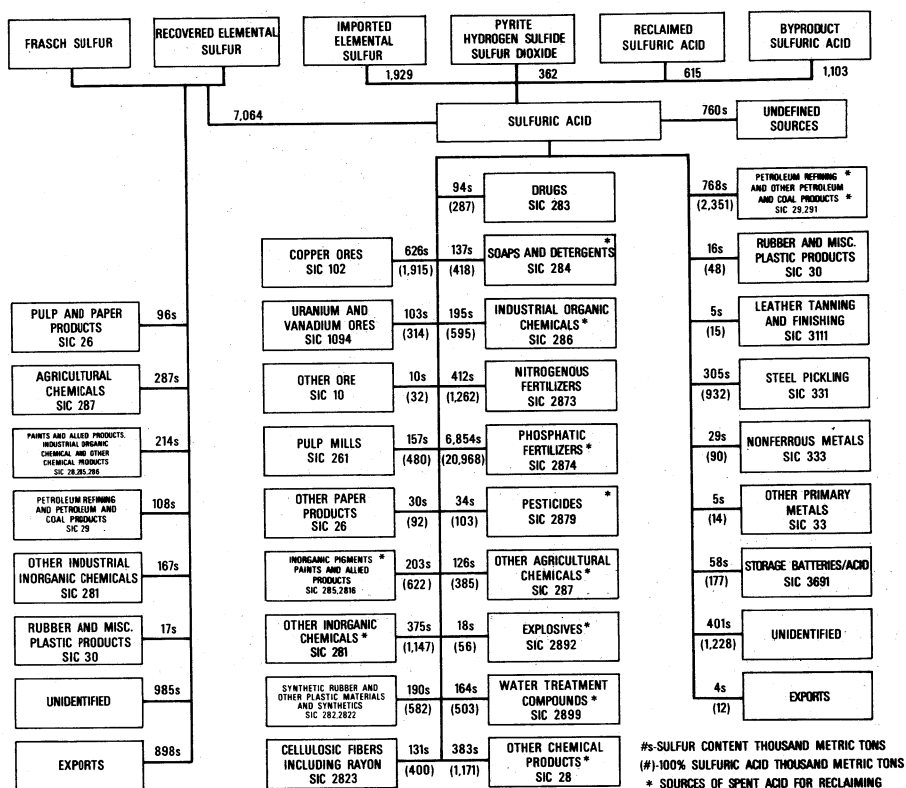 FRASCH SULFUR
RECOVERED ELEMENTAL
SULFUR
IMPORTED
ELEMENTAL
SULFUR
PYRITE
HYDROGEN SULFIDE
SULFUR DIOXIDE
RECLAIMED
SULFURIC ACID
BYPRODUCT
SULFURIC ACID
1,929
362
615
1,103
7,064
SULFURIC ACID
760s
UNDEFINED
SOURCES
PULP AND PAPER
PRODUCTS
SIC 26
96s
AGRICULTURAL
CHEMICALS
SIC 287
287s
PAINTS AND ALLIED PRODUCTS,
INDUSTRIAL ORGANIC
CHEMICAL AND OTHER
CHEMICAL PRODUCTS
SIC 28,285,286
214s
PETROLEUM REFINING
AND PETROLEUM AND
COAL PRODUCTS
SIC 29
108s
OTHER INDUSTRIAL
INORGANIC CHEMICALS
SIC 281
167s
RUBBER AND MISC.
PLASTIC PRODUCTS
SIC 30
17s
UNIDENTIFIED
985s
EXPORTS
898s
COPPER ORES
SIC 102
626s
(1,915)
URANIUM AND
VANADIUM ORES
SIC 1094
103s
(314)
OTHER ORE
SIC 10
10s
(32)
PULP MILLS
SIC 261
157s
(480)
OTHER PAPER
PRODUCTS
SIC 26
30s
(92)
INORGANIC PIGMENTS *
PAINTS AND ALLIED
PRODUCTS
SIC 285,2816
203s
(622)
OTHER INORGANIC
CHEMICALS *
SIC 281
375s
(1,147)
SYNTHETIC RUBBER AND
OTHER PLASTIC MATERIALS
AND SYNTHETICS
SIC 282,2822
190s
(582)
CELLULOSIC FIBERS
INCLUDING RAYON
SIC 2823
131s
(400)
94s
(287)
DRUGS
SIC 283
137s
(418)
SOAPS AND DETERGENTS *
SIC 284
195s
(595)
INDUSTRIAL ORGANIC
CHEMICALS *
SIC 286
412s
(1,262)
NITROGENOUS
FERTILIZERS
SIC 2873
6,854s
(20,968)
PHOSPHATIC
FERTILIZERS *
SIC 2874
34s
(103)
PESTICIDES *
SIC 2879
126s
(385)
OTHER AGRICULTURAL
CHEMICALS *
SIC 287
18s
(56)
EXPLOSIVES *
SIC 2892
164s
(503)
WATER TREATMENT
COMPOUNDS *
SIC 2899
383s
(1,171)
OTHER CHEMICAL
PRODUCTS *
SIC 28
768s
(2,351)
PETROLEUM REFINING *
AND OTHER PETROLEUM
AND COAL PRODUCTS *
SIC 29,291
16s
(48)
RUBBER AND MISC.
PLASTIC PRODUCTS
SIC 30
5s
(15)
LEATHER TANNING
AND FINISHING
SIC 3111
305s
(932)
STEEL PICKLING
SIC 331
29s
(90)
NONFERROUS METALS
SIC 333
5s
(14)
OTHER PRIMARY
METALS
SIC 33
58s
(177)
STORAGE BATTERIES/ACID
SIC 3691
401s
(1,228)
UNIDENTIFIED
4s
(12)
EXPORTS
#s-SULFUR CONTENT THOUSAND METRIC TONS
(#)-100% SULFURIC ACID THOUSAND METRIC TONS
* SOURCES OF SPENT ACID FOR RECLAIMING